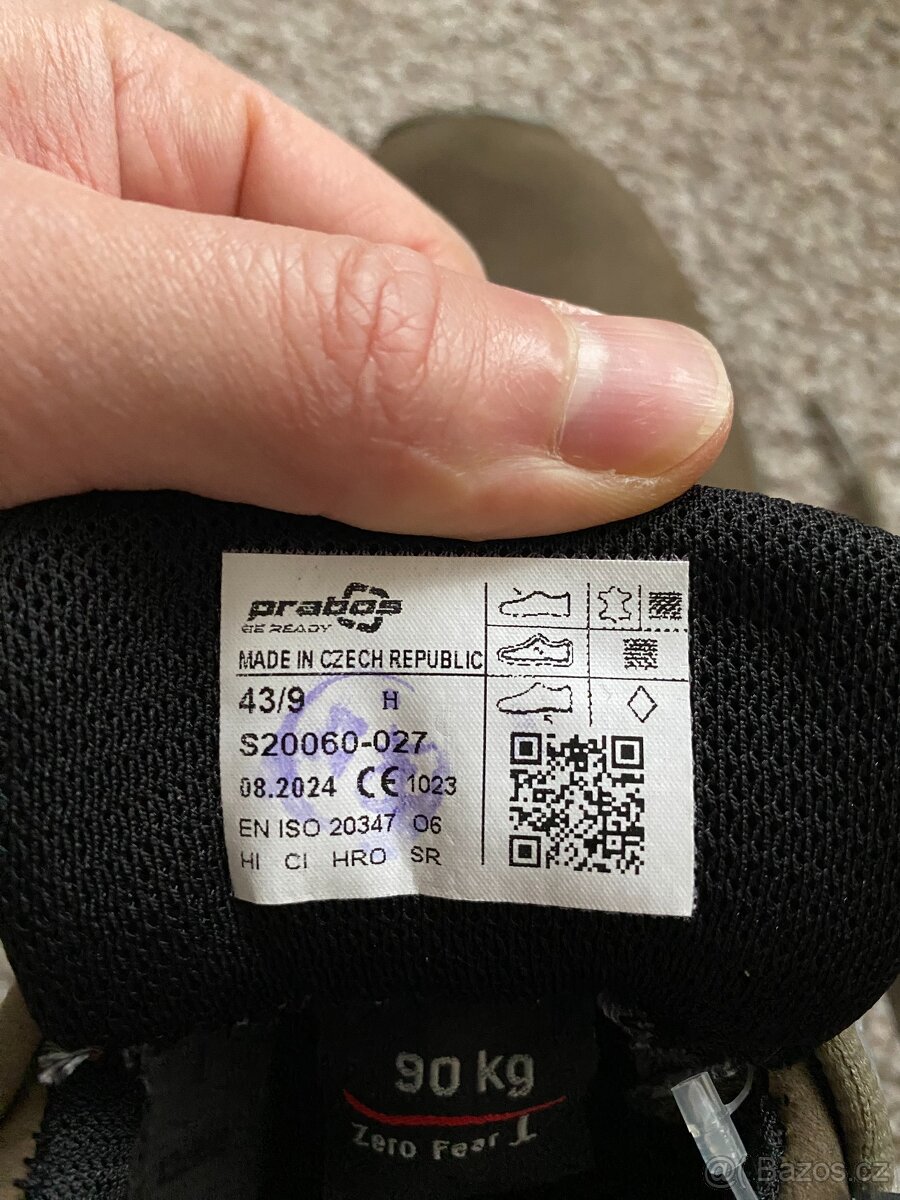 prabos
BE READY
MADE IN CZECH REPUBLIC
43/9 H
S20060-027
08.2024 CE 1023
EN ISO 20347 O6
HI CI HRO SR
90 kg
Zero Fear T
Bazos.cz